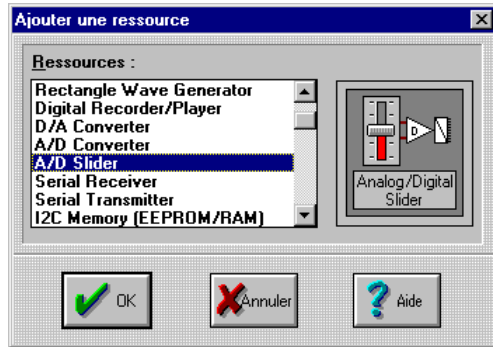 Ajouter une ressource
Ressources :
Rectangle Wave Generator
Digital Recorder/Player
D/A Converter
A/D Converter
A/D Slider
Serial Receiver
Serial Transmitter
I2C Memory (EEPROM/RAM)
D
Analog/Digital
Slider
OK
Annuler
Aide